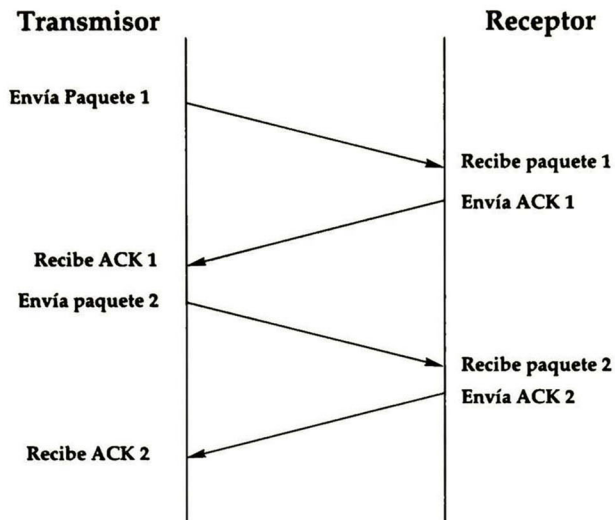 Transmisor
Receptor
Envía Paquete 1
Recibe paquete 1
Envía ACK 1
Recibe ACK 1
Envía paquete 2
Recibe paquete 2
Envía ACK 2
Recibe ACK 2